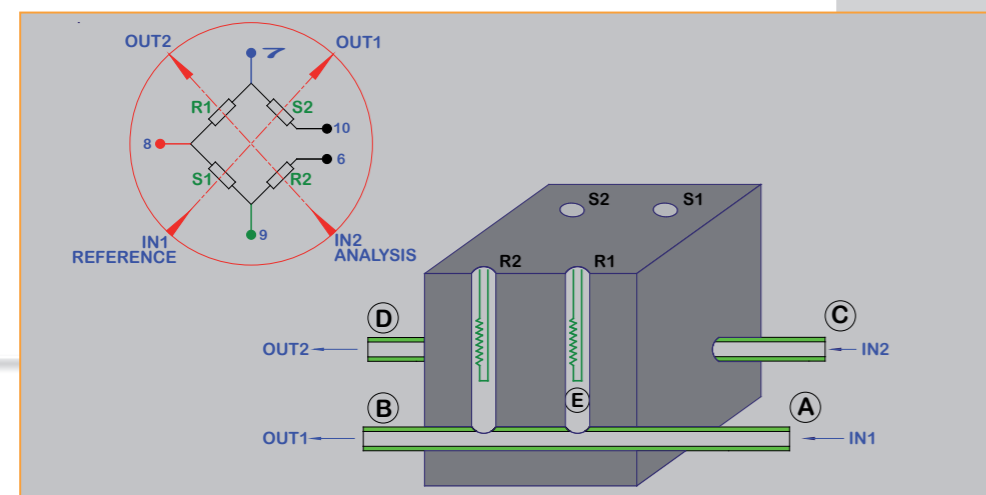 OUT2
7
OUT1
R1
S2
10
8
6
S1
R2
IN1
REFERENCE
9
IN2
ANALYSIS
S2
S1
R2
R1
D
C
OUT2
IN2
E
B
A
OUT1
IN1